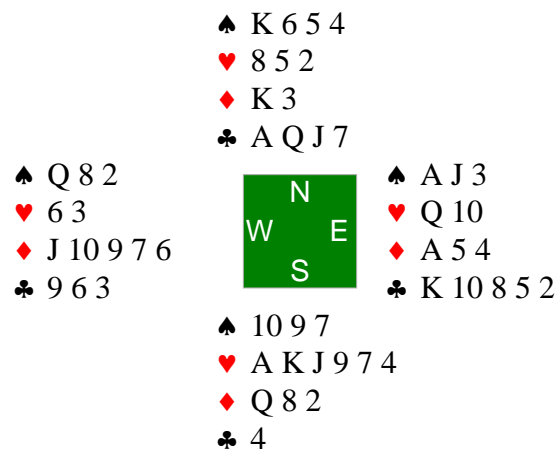 ♠ K 6 5 4
♥ 8 5 2
♦ K 3
♣ A Q J 7
♠ Q 8 2
♥ 6 3
♦ J 10 9 7 6
♣ 9 6 3
N
W E
S
♠ A J 3
♥ Q 10
♦ A 5 4
♣ K 10 8 5 2
♠ 10 9 7
♥ A K J 9 7 4
♦ Q 8 2
♣ 4